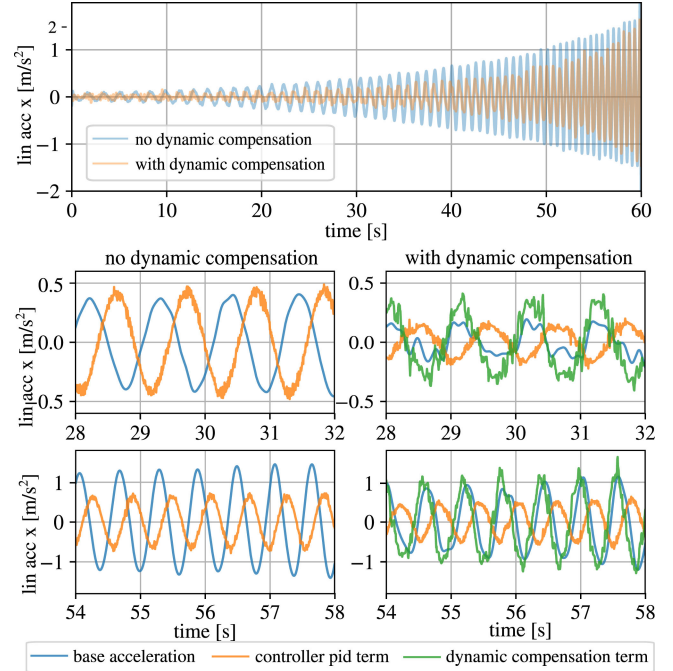 2
1
0
−1
−2
lin acc x [m/s²]
no dynamic compensation
with dynamic compensation
0 10 20 30 40 50 60
time [s]
no dynamic compensation
with dynamic compensation
lin acc x [m/s²]
0.5
0.0
−0.5
28 29 30 31 32
0.5
0.0
−0.5
28 29 30 31 32
lin acc x [m/s²]
1
0
−1
54 55 56 57 58
time [s]
1
0
−1
54 55 56 57 58
time [s]
base acceleration controller pid term dynamic compensation term